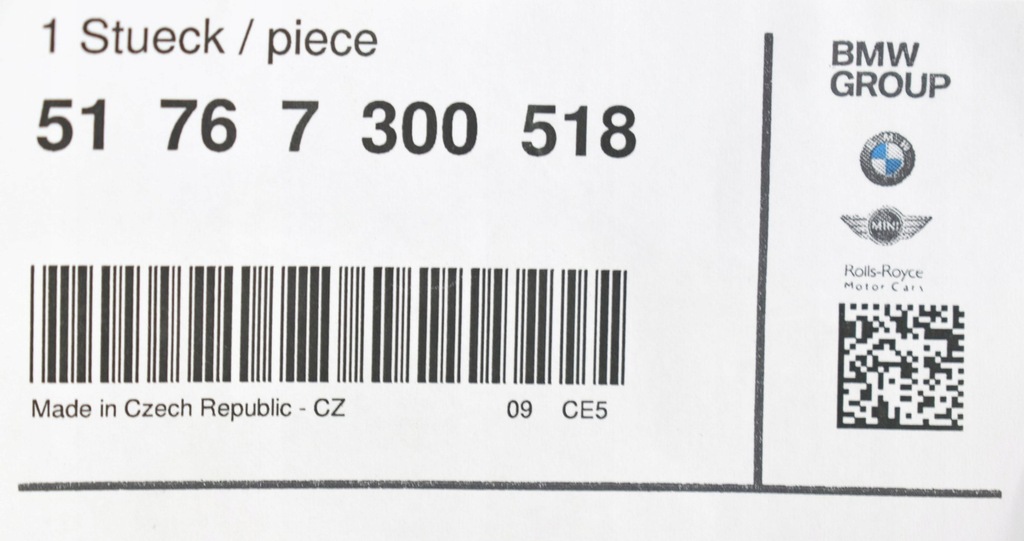 1 Stueck / piece
51 76 7 300 518
Made in Czech Republic - CZ 09 CE5
BMW
GROUP
BMW
MINI
Rolls-Royce
Motor Cars